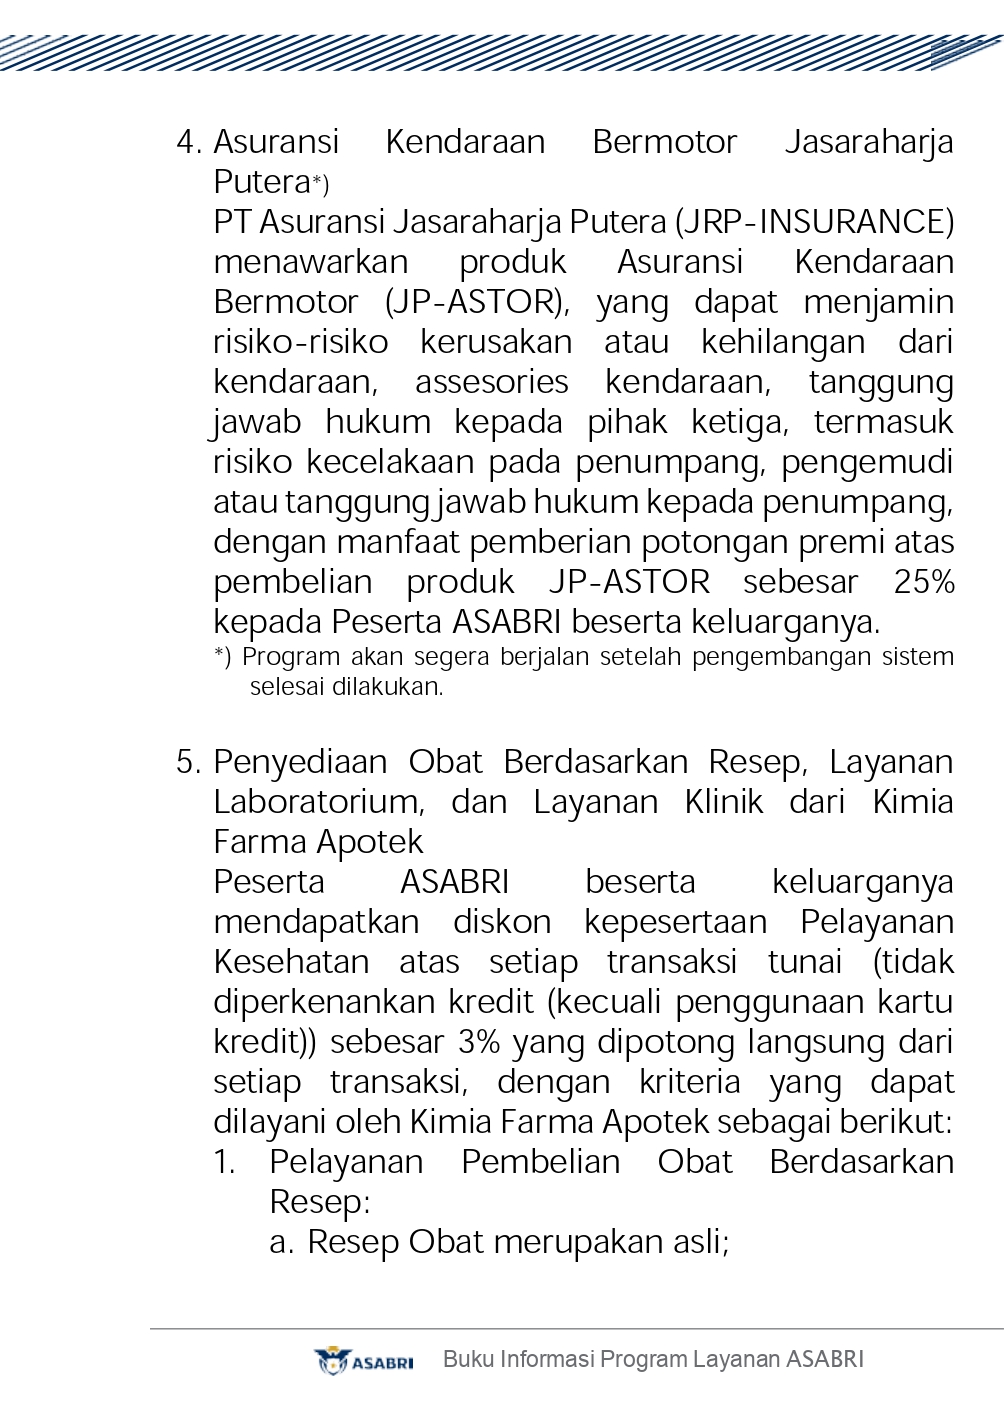 4. Asuransi Kendaraan Bermotor Jasaraharja
Putera*)
PT Asuransi Jasaraharja Putera (JRP-INSURANCE)
menawarkan produk Asuransi Kendaraan
Bermotor (JP-ASTOR), yang dapat menjamin
risiko-risiko kerusakan atau kehilangan dari
kendaraan, assesories kendaraan, tanggung
jawab hukum kepada pihak ketiga, termasuk
risiko kecelakaan pada penumpang, pengemudi
atau tanggung jawab hukum kepada penumpang,
dengan manfaat pemberian potongan premi atas
pembelian produk JP-ASTOR sebesar 25%
kepada Peserta ASABRI beserta keluarganya.
*) Program akan segera berjalan setelah pengembangan sistem
selesai dilakukan.
5. Penyediaan Obat Berdasarkan Resep, Layanan
Laboratorium, dan Layanan Klinik dari Kimia
Farma Apotek
Peserta ASABRI beserta keluarganya
mendapatkan diskon kepesertaan Pelayanan
Kesehatan atas setiap transaksi tunai (tidak
diperkenankan kredit (kecuali penggunaan kartu
kredit)) sebesar 3% yang dipotong langsung dari
setiap transaksi, dengan kriteria yang dapat
dilayani oleh Kimia Farma Apotek sebagai berikut:
1. Pelayanan Pembelian Obat Berdasarkan
Resep:
a. Resep Obat merupakan asli;
ASABRI Buku Informasi Program Layanan ASABRI